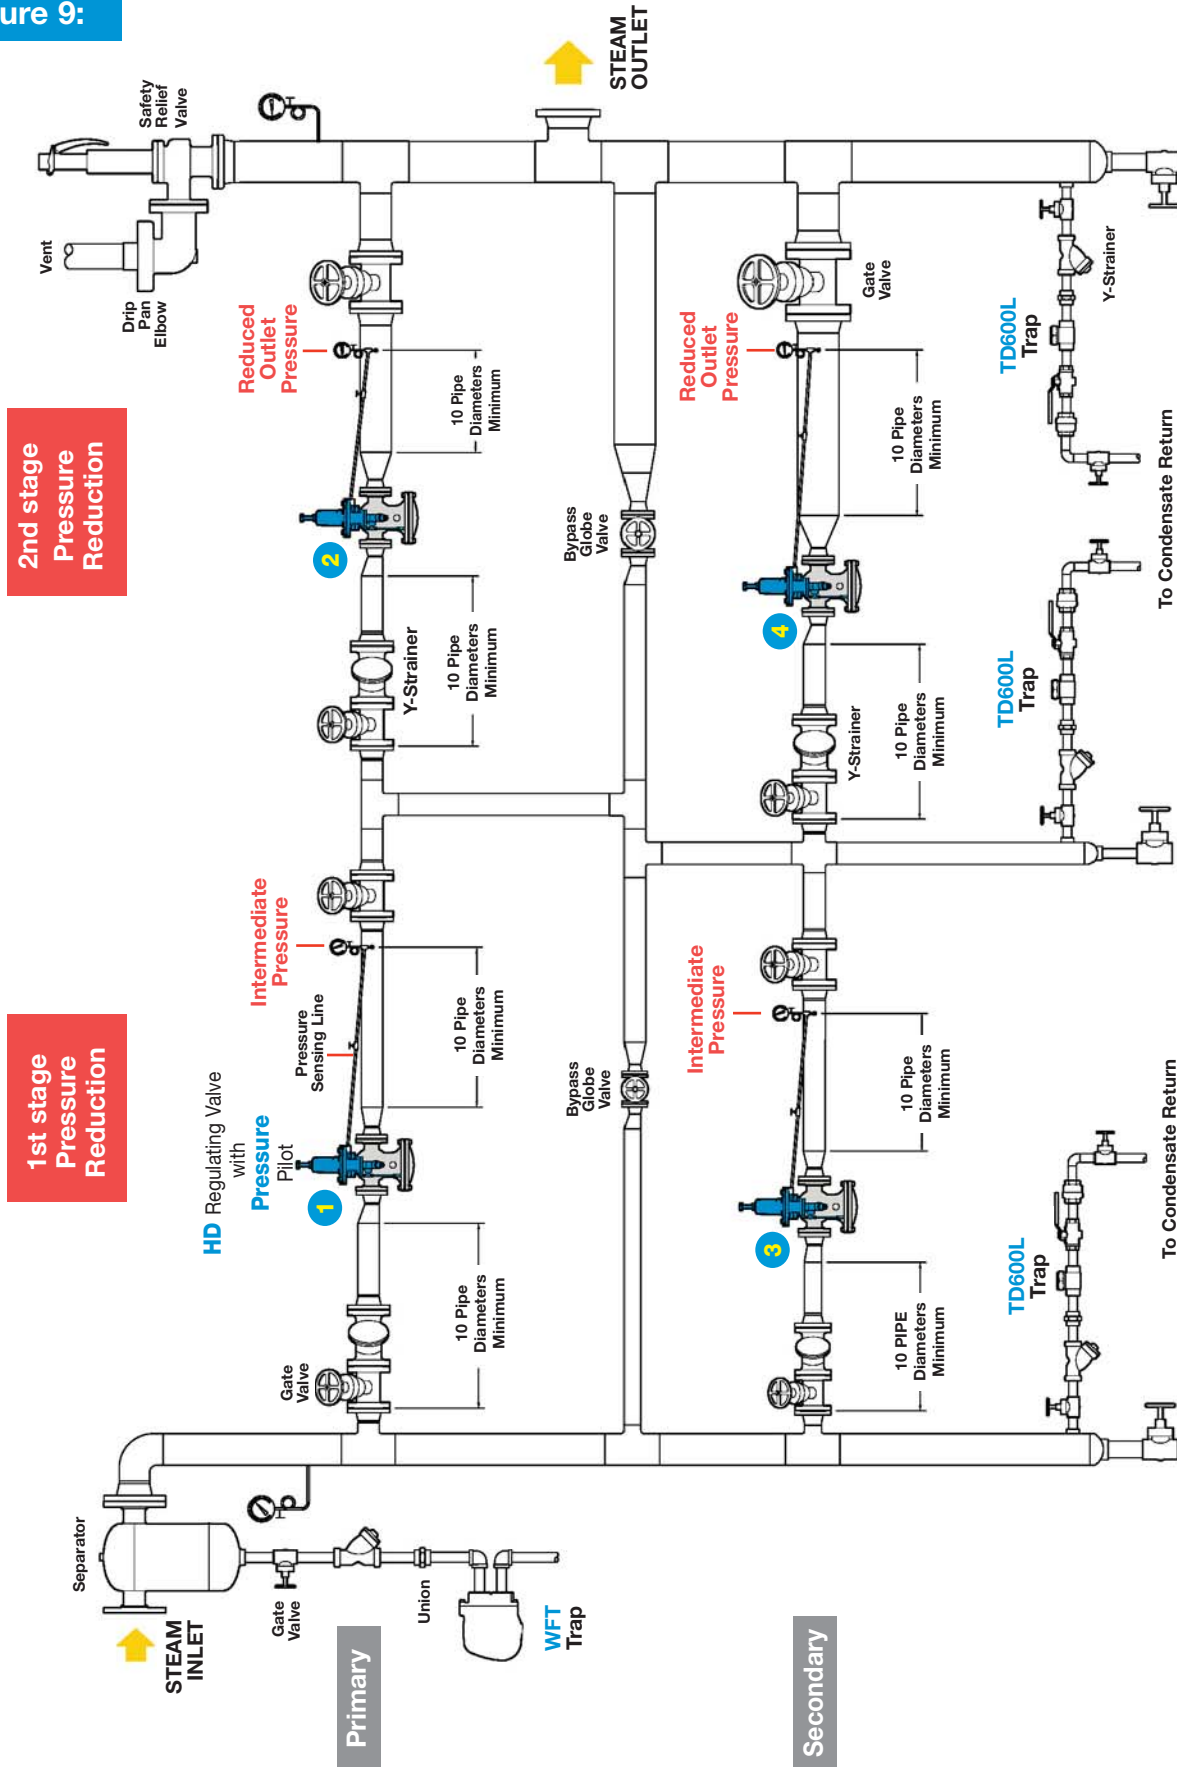 ure 9:
1st stage
Pressure
Reduction
2nd stage
Pressure
Reduction
Separator
STEAM
INLET
Gate
Valve
Union
WFT
Trap
Primary
Secondary
HD Regulating Valve
with
Pressure
Pilot
1
Gate
Valve
10 Pipe
Diameters
Minimum
Pressure
Sensing Line
Intermediate
Pressure
10 Pipe
Diameters
Minimum
Y-Strainer
10 Pipe
Diameters
Minimum
2
Reduced
Outlet
Pressure
10 Pipe
Diameters
Minimum
Vent
Drip
Pan
Elbow
Safety
Relief
Valve
STEAM
OUTLET
Bypass
Globe
Valve
Bypass
Globe
Valve
3
10 PIPE
Diameters
Minimum
Intermediate
Pressure
10 Pipe
Diameters
Minimum
Y-Strainer
10 Pipe
Diameters
Minimum
4
Reduced
Outlet
Pressure
10 Pipe
Diameters
Minimum
Gate
Valve
TD600L
Trap
To Condensate Return
TD600L
Trap
To Condensate Return
TD600L
Trap
Y-Strainer